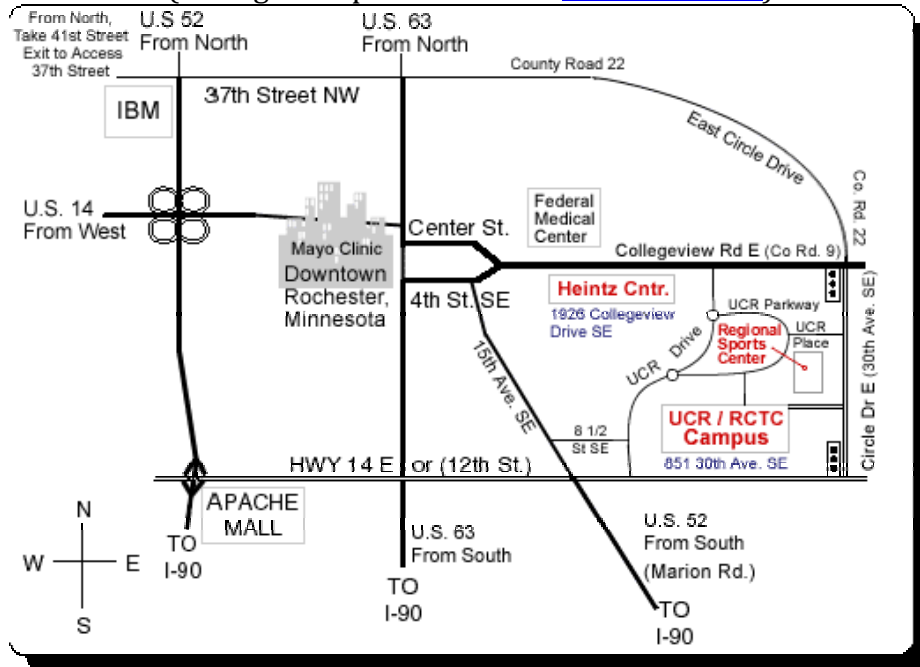 From North,
Take 41st Street
Exit to Access
37th Street
U.S 52
From North
U.S. 63
From North
County Road 22
37th Street NW
IBM
East Circle Drive
Co. Rd. 22
U.S. 14
From West
Federal
Medical
Center
Center St.
Mayo Clinic
Downtown
Rochester,
Minnesota
Collegeview Rd E (Co Rd. 9)
4th St. SE
Heintz Cntr.
1926 Collegeview
Drive SE
UCR Parkway
Regional
Sports
Center
UCR
Place
UCR Drive
15th Ave. SE
Circle Dr E (30th Ave. SE)
UCR / RCTC
Campus
851 30th Ave. SE
8 1/2
St SE
HWY 14 E or (12th St.)
APACHE
MALL
N
W
E
S
TO
I-90
U.S. 63
From South
TO
I-90
U.S. 52
From South
(Marion Rd.)
TO
I-90